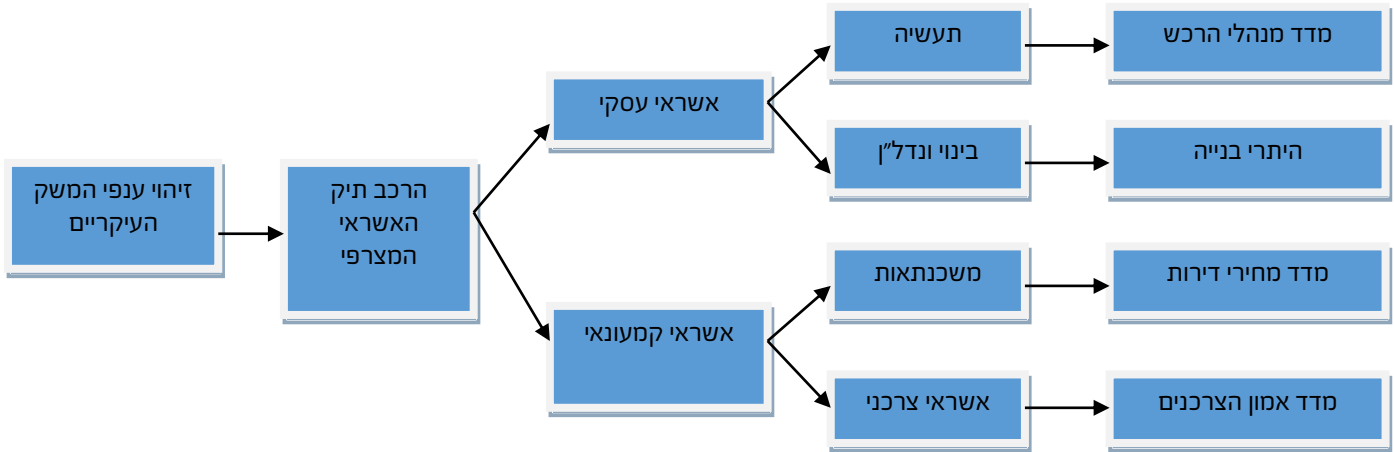 זיהוי ענפי המשק
העיקריים
הרכב תיק
האשראי
המצרפי
אשראי עסקי
תעשיה
מדד מנהלי הרכש
בינוי ונדל״ן
היתרי בנייה
אשראי קמעונאי
משכנתאות
מדד מחירי דירות
אשראי צרכני
מדד אמון הצרכנים